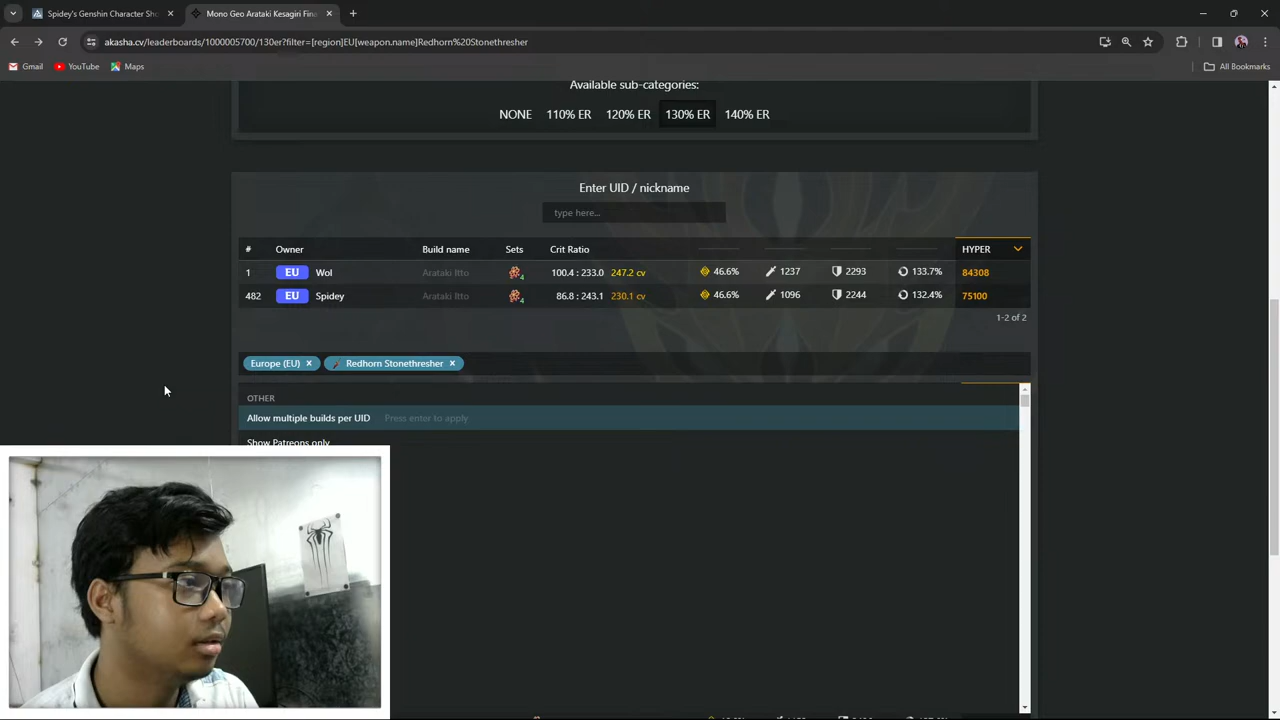 Spidey's Genshin Character Sho
Mono Geo Arataki Kesagiri Fina
akasha.cv/leaderboards/1000005700/130er?filter=[region]EU[weapon.name]Redhorn%20Stonethresher
Gmail YouTube Maps All Bookmarks
Available sub-categories:
NONE 110% ER 120% ER 130% ER 140% ER
Enter UID / nickname
type here...
# Owner Build name Sets Crit Ratio HYPER
1 EU Wol Arataki Itto 4 100.4 : 233.0 247.2 cv 46.6% 1237 2293 133.7% 84308
482 EU Spidey Arataki Itto 4 86.8 : 243.1 230.1 cv 46.6% 1096 2244 132.4% 75100
1-2 of 2
Europe (EU) × Redhorn Stonethresher ×
OTHER
Allow multiple builds per UID Press enter to apply
Show Patreons only